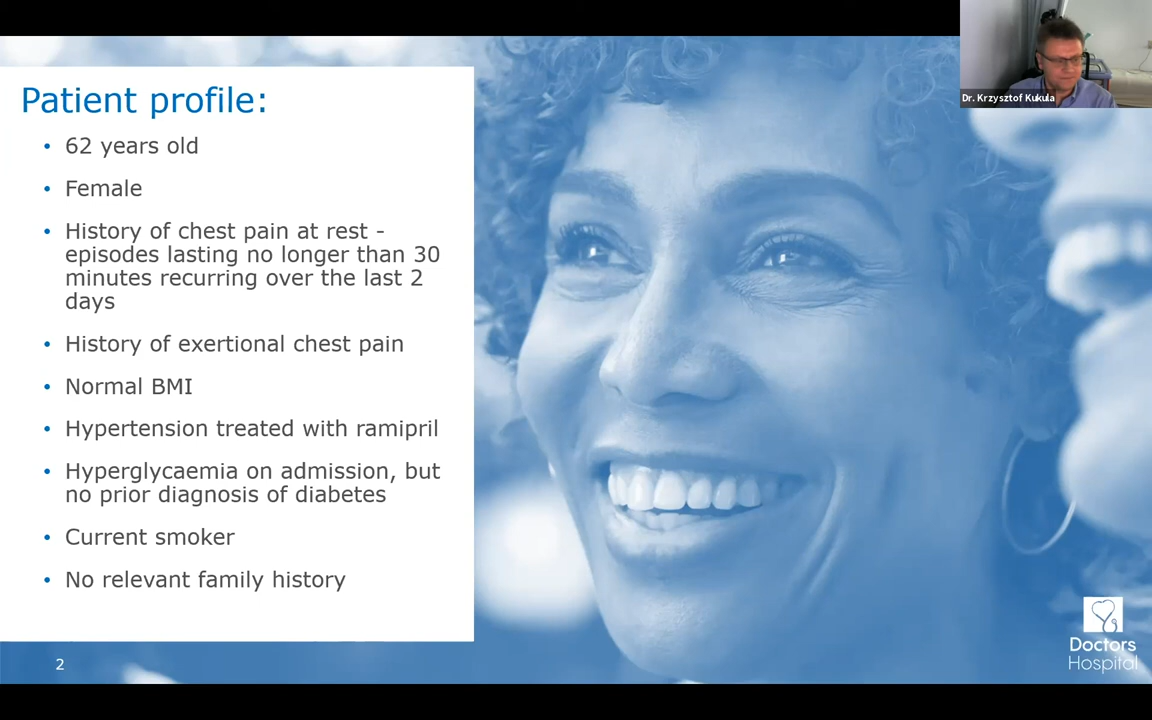 Dr. Krzysztof Kukula
Patient profile:
• 62 years old
• Female
• History of chest pain at rest -
episodes lasting no longer than 30
minutes recurring over the last 2
days
• History of exertional chest pain
• Normal BMI
• Hypertension treated with ramipril
• Hyperglycaemia on admission, but
no prior diagnosis of diabetes
• Current smoker
• No relevant family history
2
Doctors
Hospital